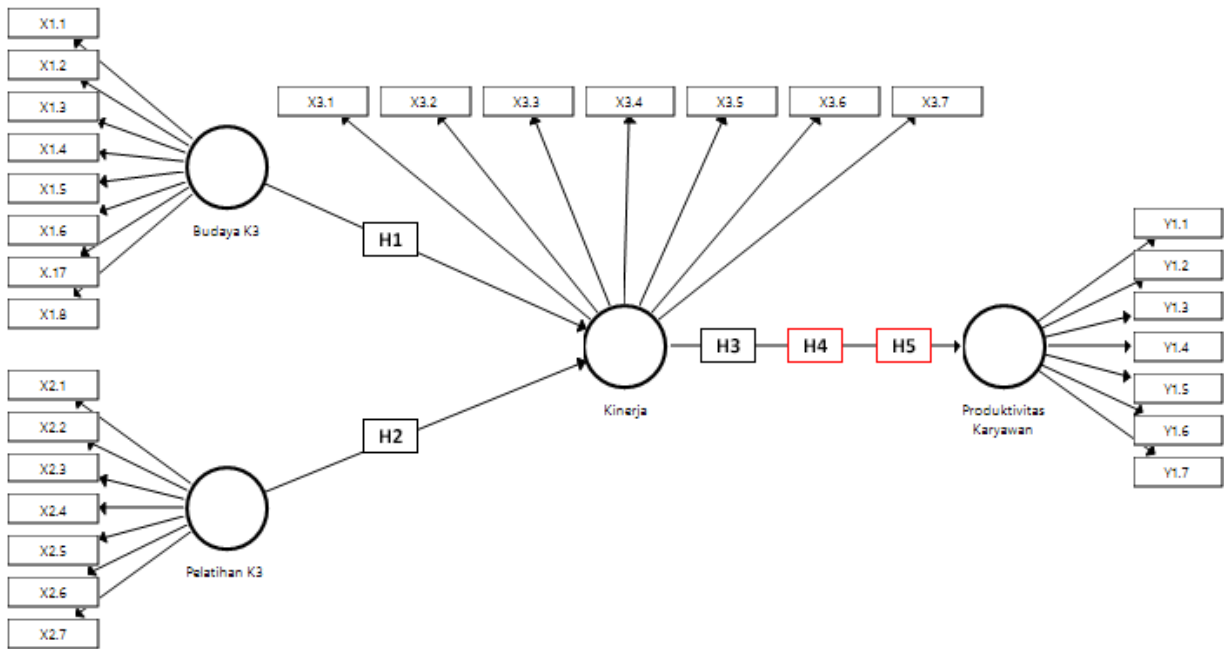 X1.1
X1.2
X1.3
X1.4
X1.5
X1.6
X.17
X1.8
Budaya K3
X2.1
X2.2
X2.3
X2.4
X2.5
X2.6
X2.7
Pelatihan K3
H1
H2
X3.1
X3.2
X3.3
X3.4
X3.5
X3.6
X3.7
Kinerja
H3
H4
H5
Produktivitas
Karyawan
Y1.1
Y1.2
Y1.3
Y1.4
Y1.5
Y1.6
Y1.7